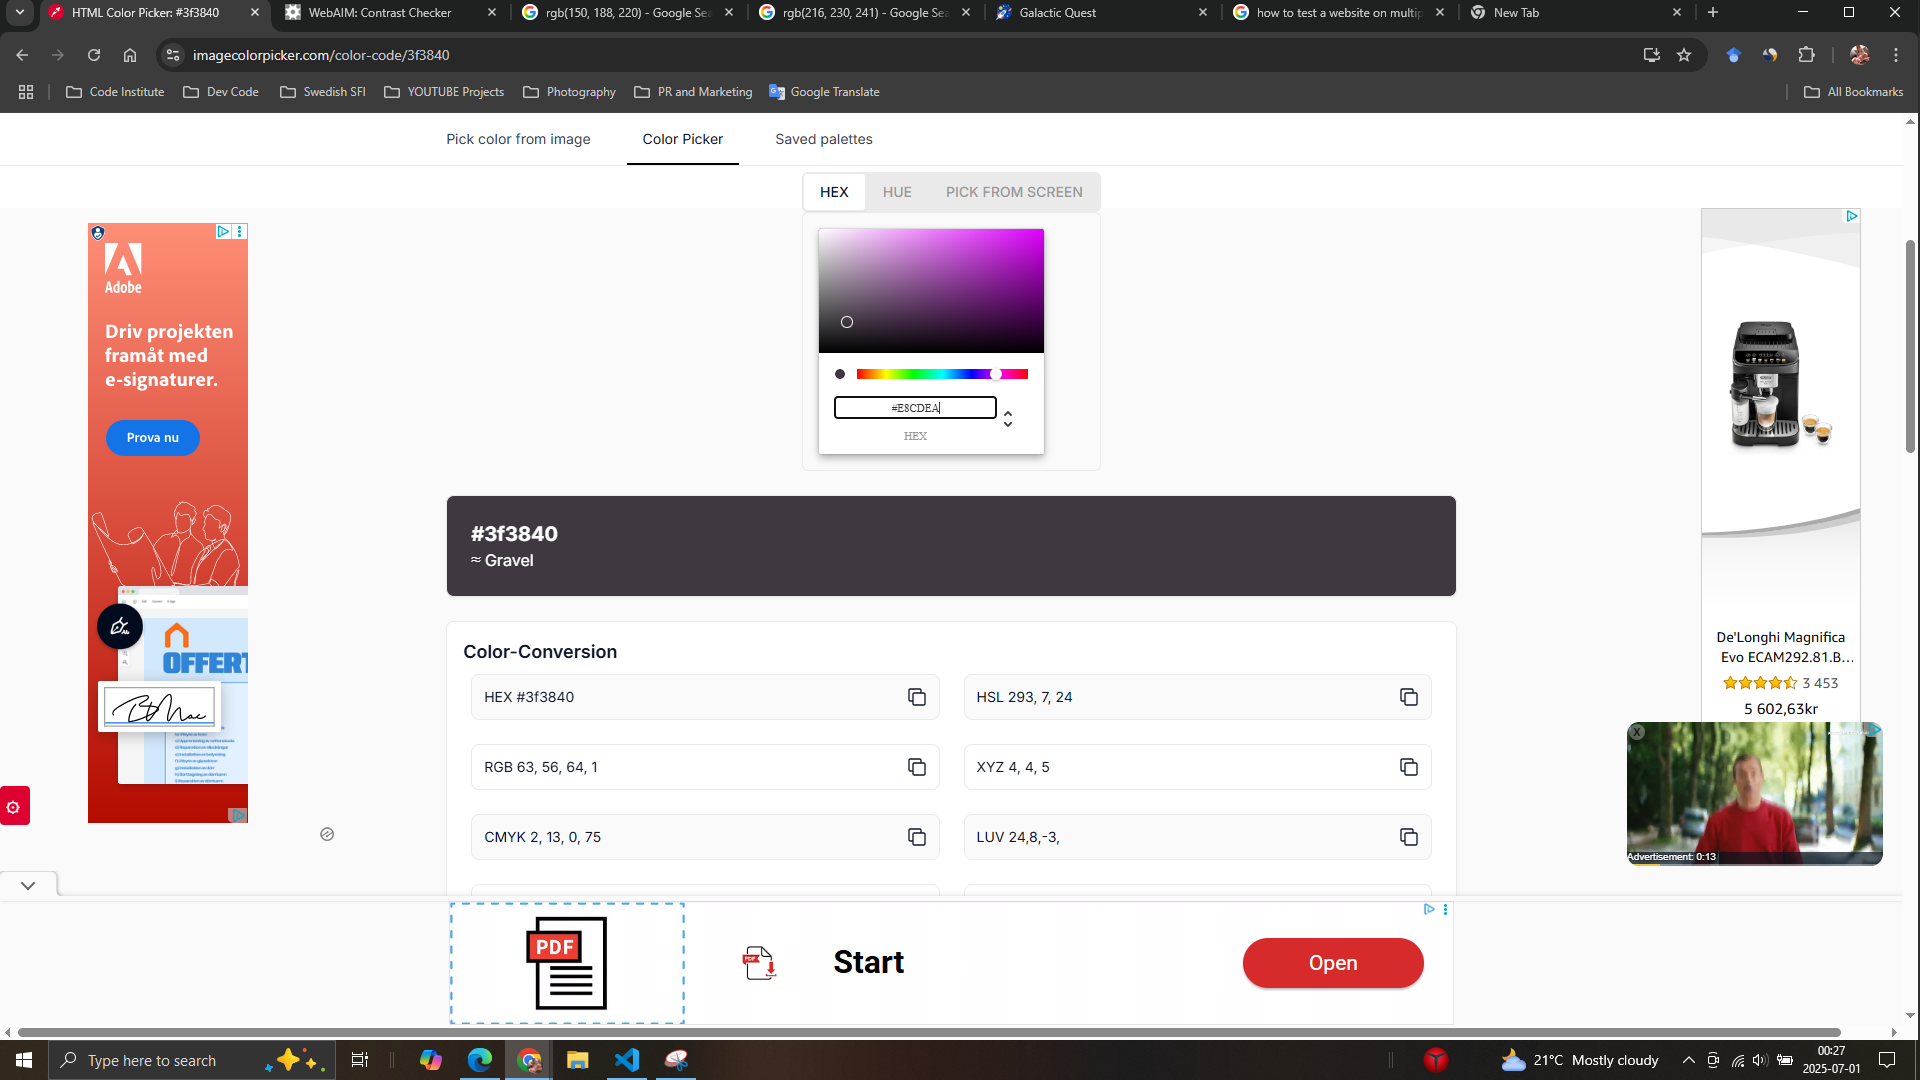 HTML Color Picker: #3f3840
WebAIM: Contrast Checker
rgb(150, 188, 220) - Google Sea
rgb(216, 230, 241) - Google Sea
Galactic Quest
how to test a website on multip
New Tab
imagecolorpicker.com/color-code/3f3840
Code Institute
Dev Code
Swedish SFI
YOUTUBE Projects
Photography
PR and Marketing
Google Translate
All Bookmarks
Pick color from image
Color Picker
Saved palettes
HEX
HUE
PICK FROM SCREEN
#E8CDEA
HEX
Adobe
Driv projekten
framåt med
e-signaturer.
Prova nu
OFFERT
#3f3840
≈ Gravel
Color-Conversion
HEX #3f3840
HSL 293, 7, 24
RGB 63, 56, 64, 1
XYZ 4, 4, 5
CMYK 2, 13, 0, 75
LUV 24,8,-3,
De'Longhi Magnifica
Evo ECAM292.81.B...
3 453
5 602,63kr
X
Advertisement: 0:13
PDF
PDF
Start
Open
Type here to search
21°C Mostly cloudy
00:27
2025-07-01